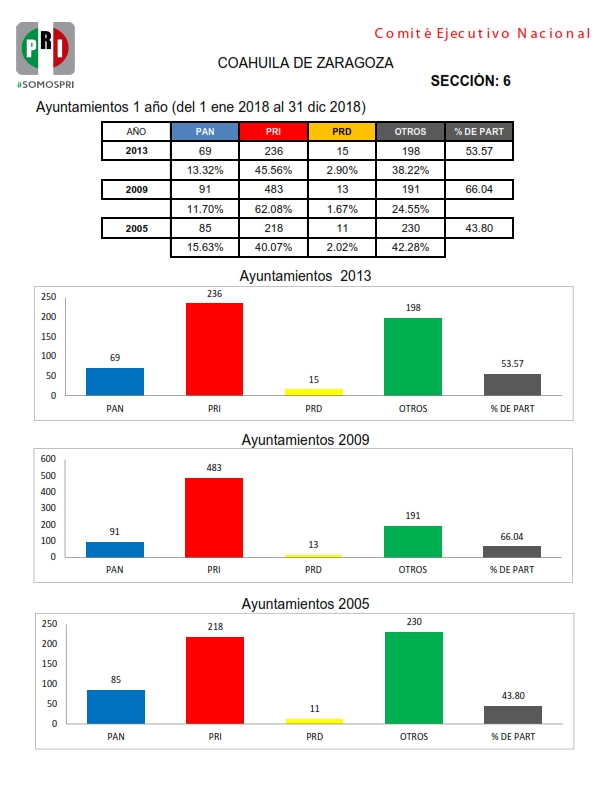 Comité Ejecutivo Nacional
PRI
#SOMOSPRI
COAHUILA DE ZARAGOZA
SECCIÓN: 6
Ayuntamientos 1 año (del 1 ene 2018 al 31 dic 2018)
AÑO PAN PRI PRD OTROS % DE PART
2013 69 236 15 198 53.57
13.32% 45.56% 2.90% 38.22%
2009 91 483 13 191 66.04
11.70% 62.08% 1.67% 24.55%
2005 85 218 11 230 43.80
15.63% 40.07% 2.02% 42.28%
Ayuntamientos 2013
250
200
150
100
50
0
69 236 15 198 53.57
PAN PRI PRD OTROS % DE PART
Ayuntamientos 2009
600
500
400
300
200
100
0
91 483 13 191 66.04
PAN PRI PRD OTROS % DE PART
Ayuntamientos 2005
250
200
150
100
50
0
85 218 11 230 43.80
PAN PRI PRD OTROS % DE PART